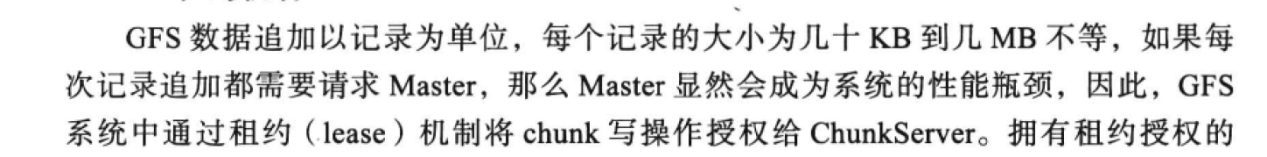 GFS 数据追加以记录为单位，每个记录的大小为几十 KB 到几 MB 不等，如果每
次记录追加都需要请求 Master，那么 Master 显然会成为系统的性能瓶颈，因此，GFS
系统中通过租约（lease）机制将 chunk 写操作授权给 ChunkServer。拥有租约授权的